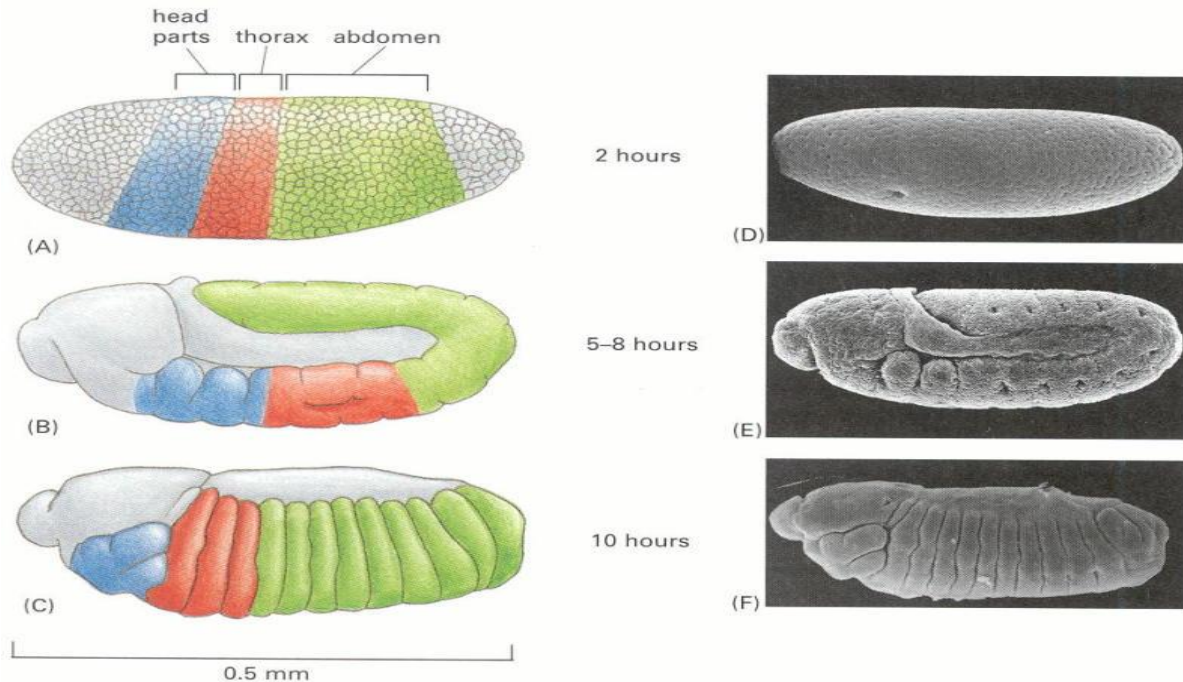 head
parts thorax abdomen
2 hours
(A)
(D)
5–8 hours
(B)
(E)
10 hours
(C)
(F)
0.5 mm